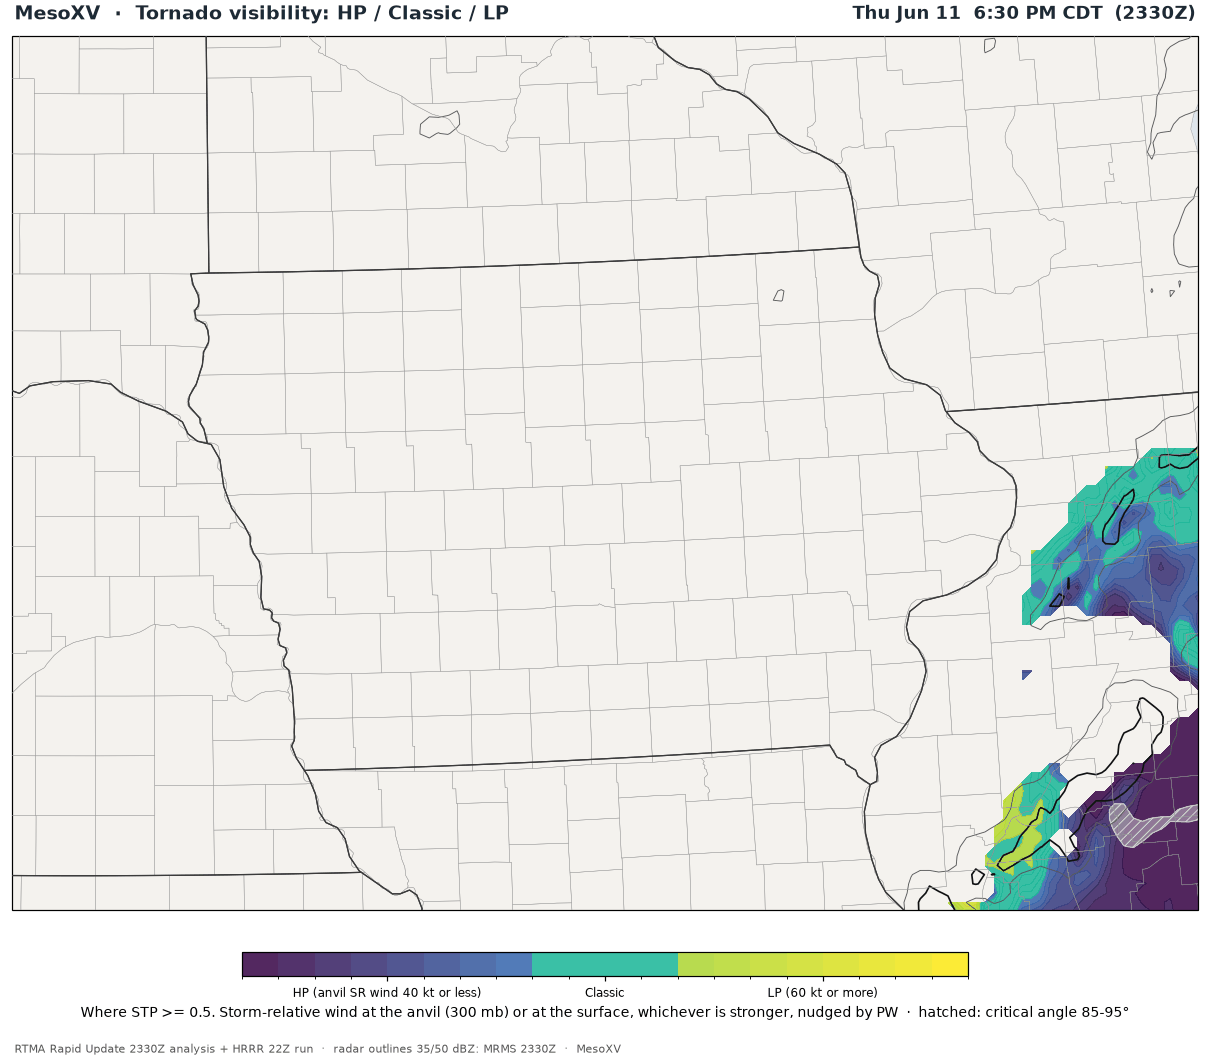 MesoXV · Tornado visibility: HP / Classic / LP
Thu Jun 11 6:30 PM CDT (2330Z)
HP (anvil SR wind 40 kt or less)
Classic
LP (60 kt or more)
Where STP >= 0.5. Storm-relative wind at the anvil (300 mb) or at the surface, whichever is stronger, nudged by PW · hatched: critical angle 85-95°
RTMA Rapid Update 2330Z analysis + HRRR 22Z run · radar outlines 35/50 dBZ: MRMS 2330Z · MesoXV